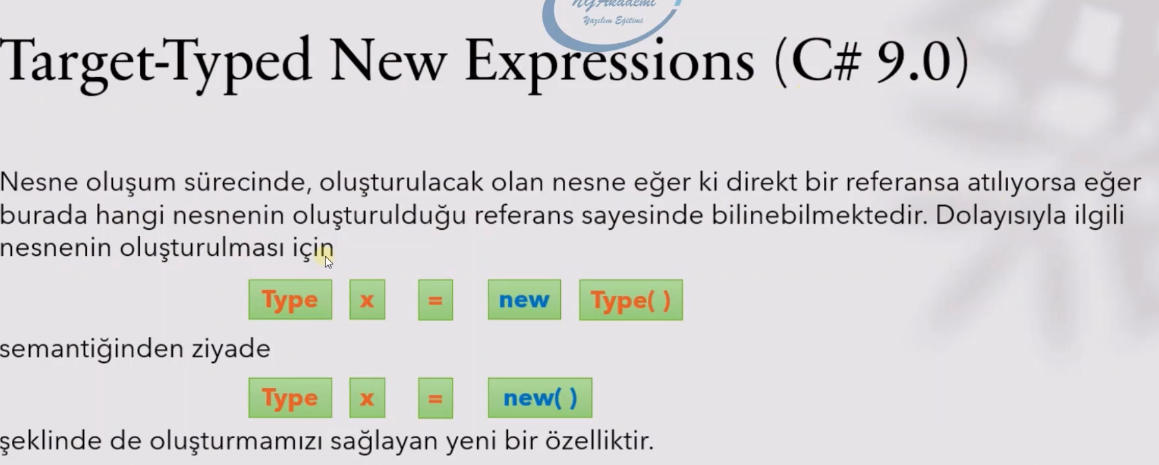 NGAkademi
Yazılım Eğitimi
Target-Typed New Expressions (C# 9.0)
Nesne oluşum sürecinde, oluşturulacak olan nesne eğer ki direkt bir referansa atılıyorsa eğer
burada hangi nesnenin oluşturulduğu referans sayesinde bilinebilmektedir. Dolayısıyla ilgili
nesnenin oluşturulması için
Type x = new Type( )
semantiğinden ziyade
Type x = new( )
şeklinde de oluşturmamızı sağlayan yeni bir özelliktir.